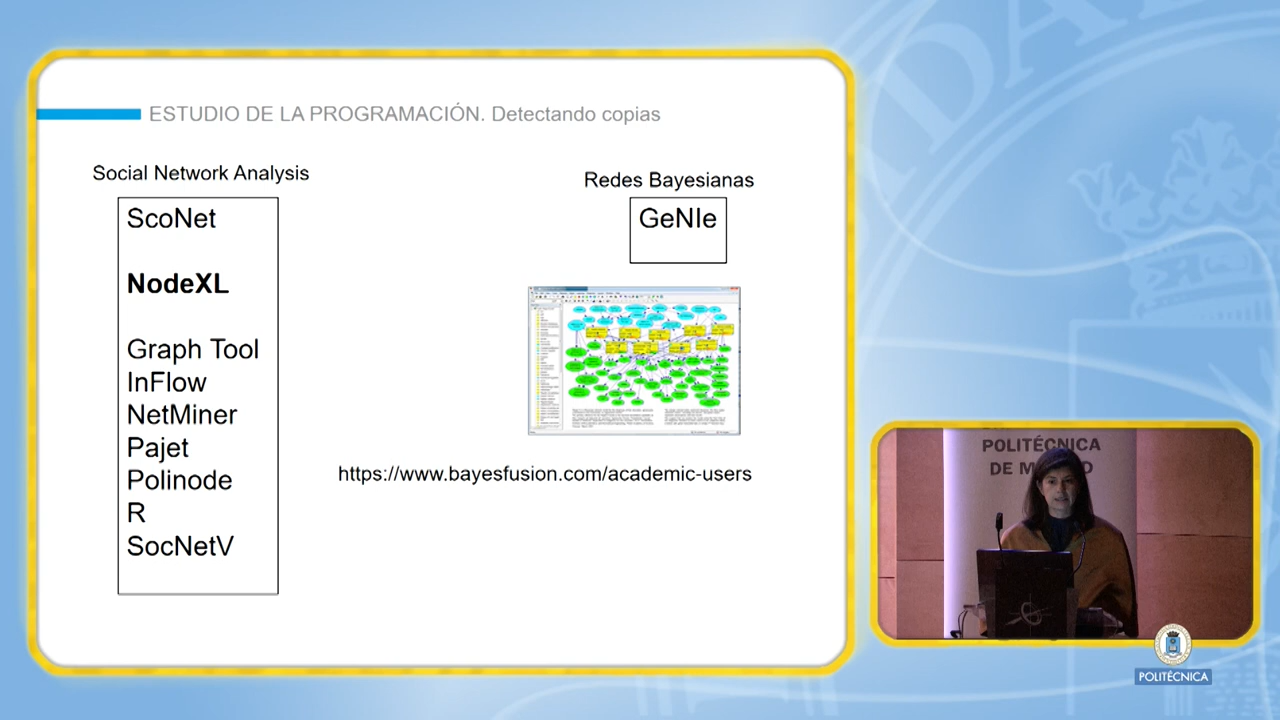 ESTUDIO DE LA PROGRAMACIÓN. Detectando copias
Social Network Analysis
ScoNet
NodeXL
Graph Tool
InFlow
NetMiner
Pajet
Polinode
R
SocNetV
Redes Bayesianas
GeNIe
https://www.bayesfusion.com/academic-users
POLITÉCNICA
DE M DO
POLITÉCNICA